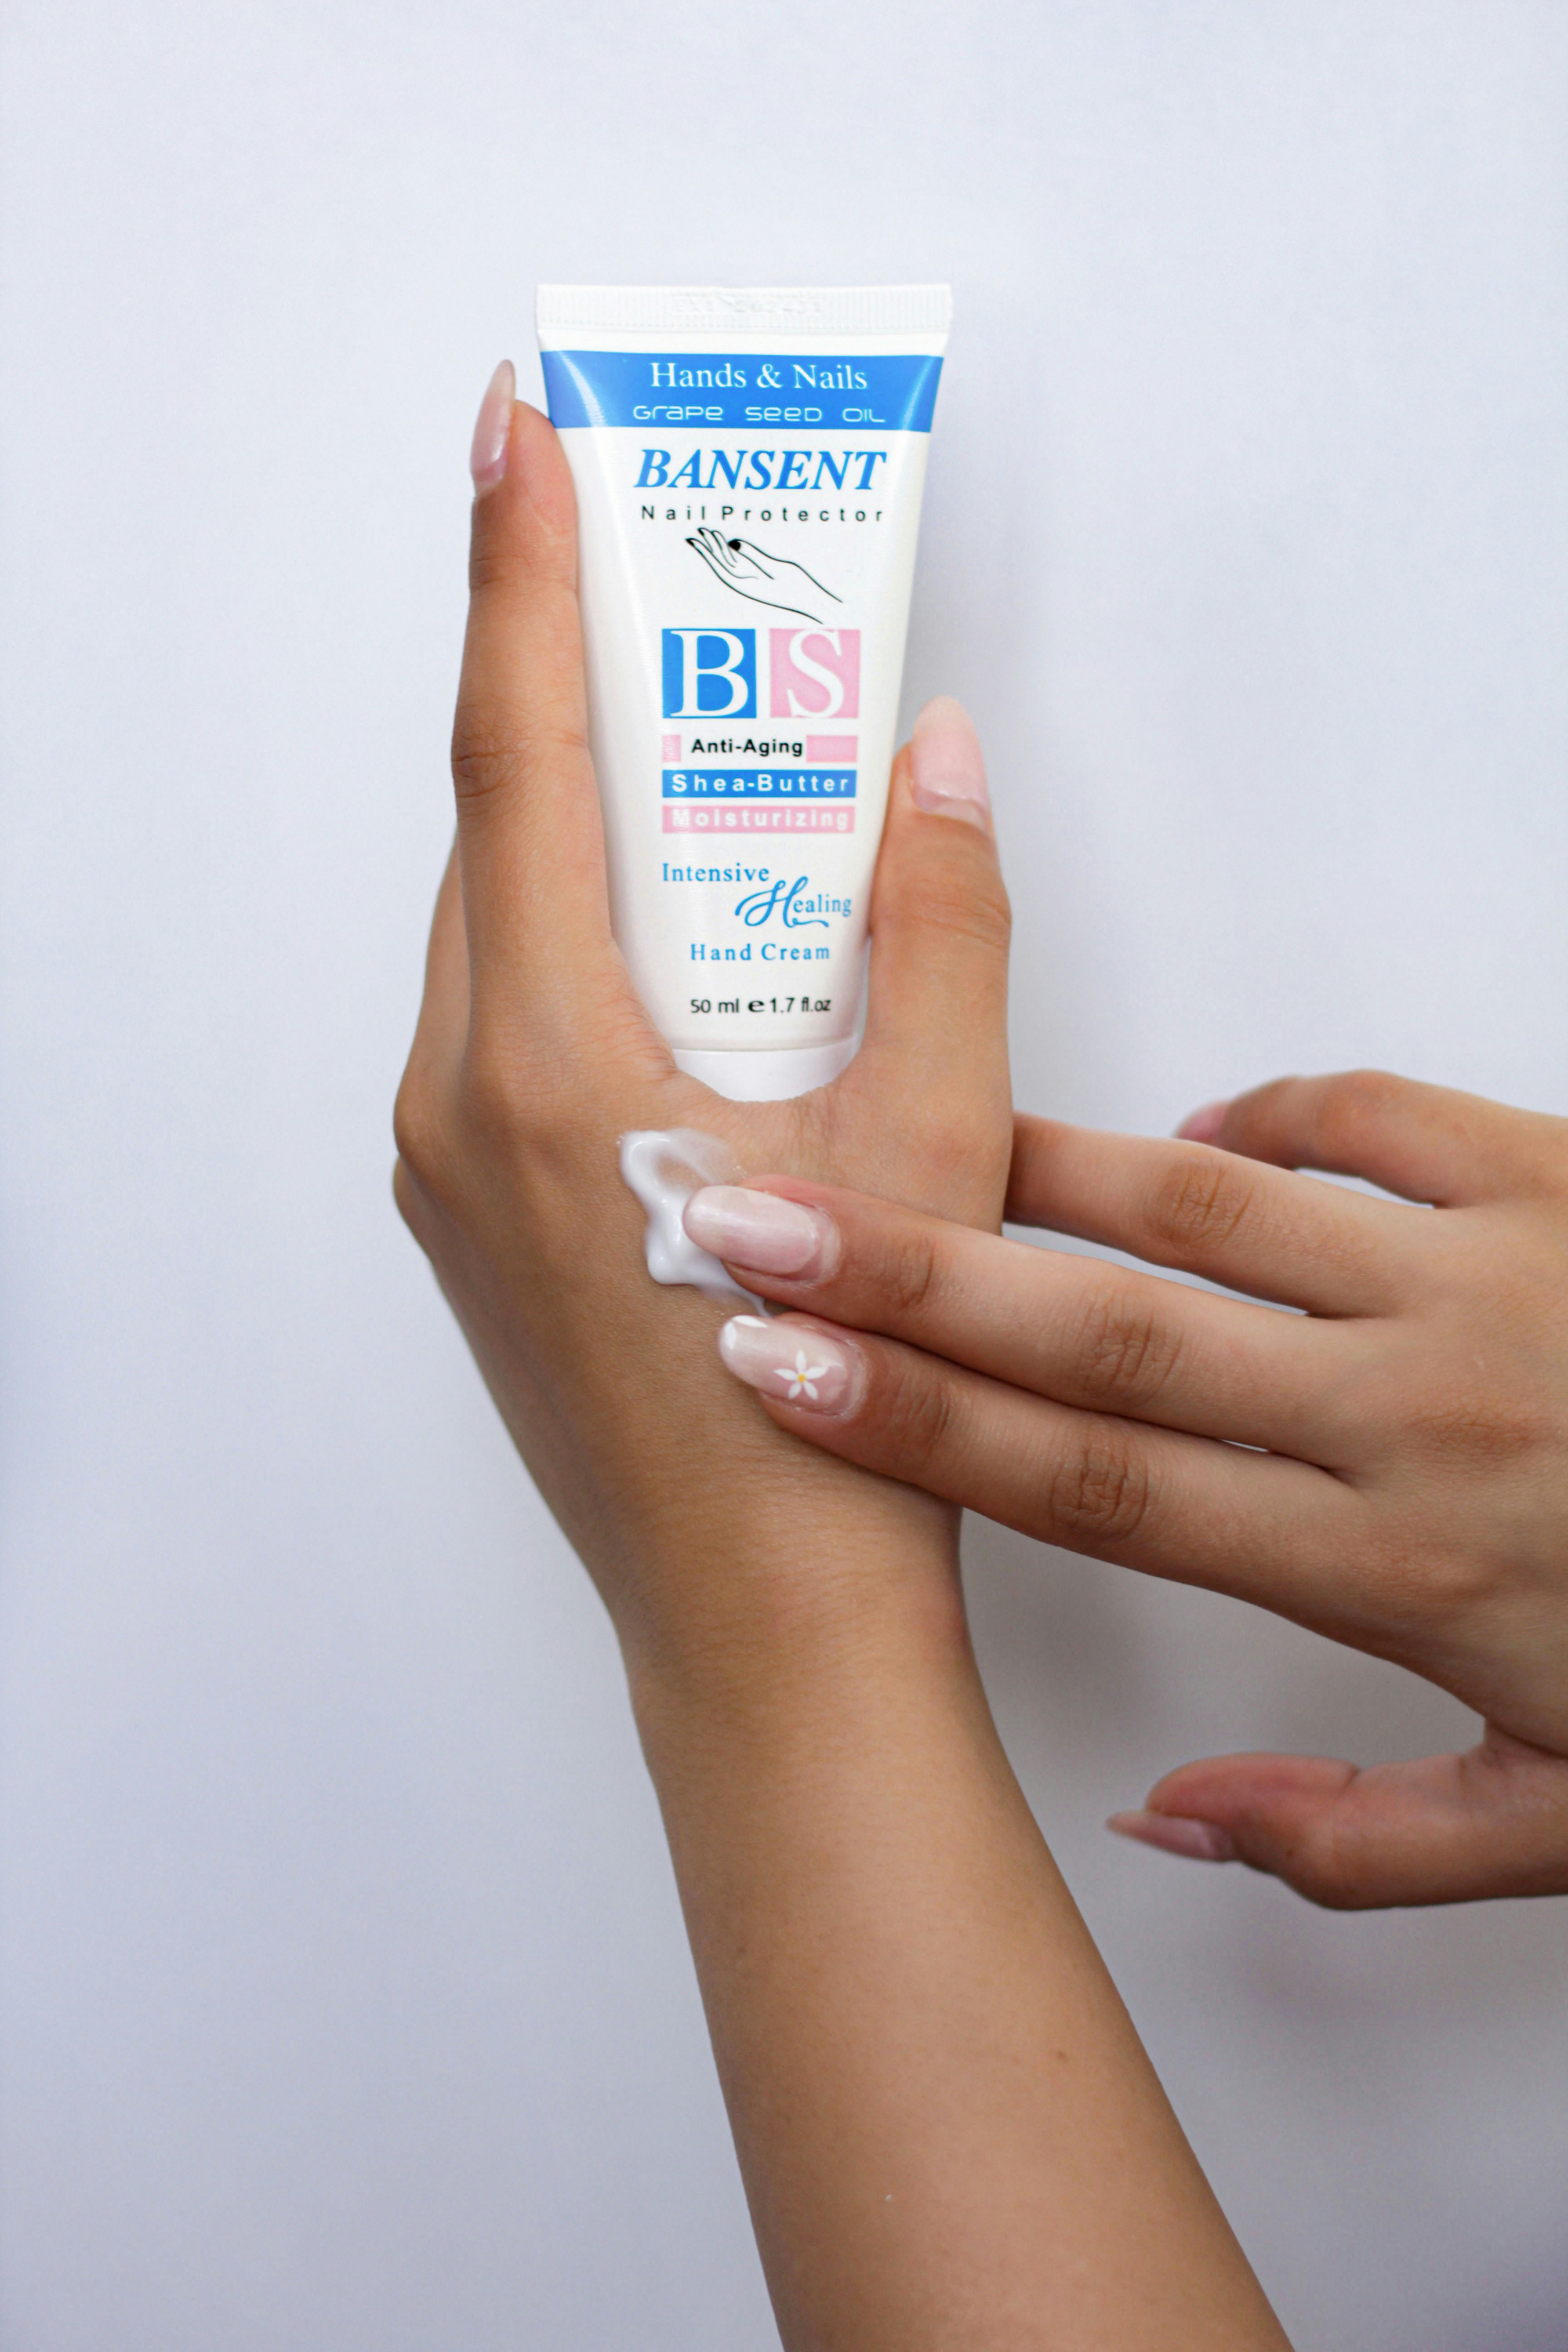 Hands & Nails
Grape seed oil
BANSENT
Nail Protector
B S
Anti-Aging
Shea-Butter
Moisturizing
Intensive
Healing
Hand Cream
50 ml e 1.7 fl.oz